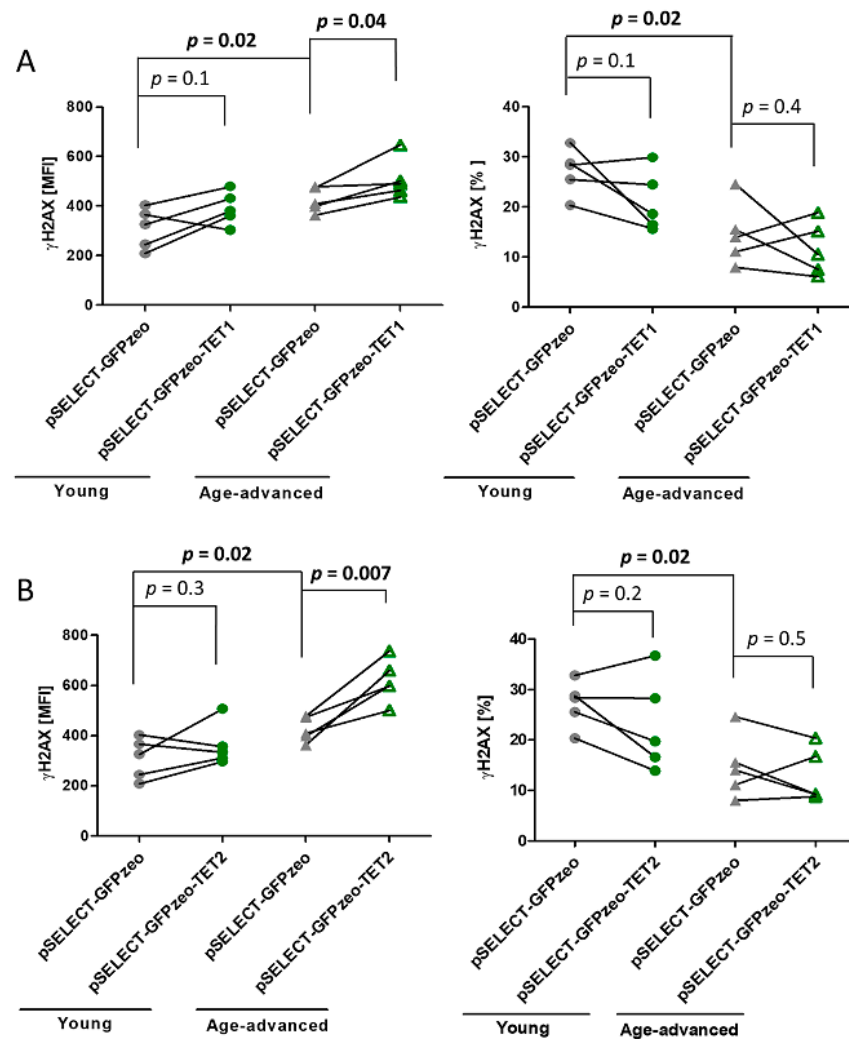 A
p = 0.02
p = 0.04
p = 0.1
γH2AX [MFI]
800
600
400
200
0
pSELECT-GFPzeo
pSELECT-GFPzeo-TET1
pSELECT-GFPzeo
pSELECT-GFPzeo-TET1
Young
Age-advanced
p = 0.02
p = 0.1
p = 0.4
γH2AX [% ]
40
30
20
10
0
pSELECT-GFPzeo
pSELECT-GFPzeo-TET1
pSELECT-GFPzeo
pSELECT-GFPzeo-TET1
Young
Age-advanced
B
p = 0.02
p = 0.007
p = 0.3
γH2AX [MFI]
800
600
400
200
0
pSELECT-GFPzeo
pSELECT-GFPzeo-TET2
pSELECT-GFPzeo
pSELECT-GFPzeo-TET2
Young
Age-advanced
p = 0.02
p = 0.2
p = 0.5
γH2AX [%]
40
30
20
10
0
pSELECT-GFPzeo
pSELECT-GFPzeo-TET2
pSELECT-GFPzeo
pSELECT-GFPzeo-TET2
Young
Age-advanced